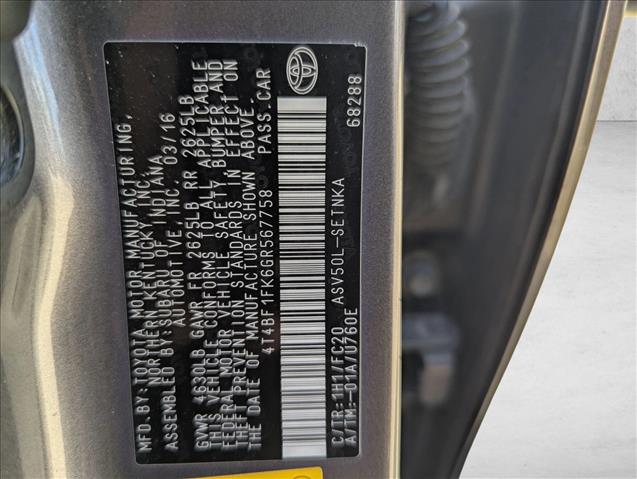 MFD. BY: TOYOTA MOTOR MANUFACTURING,
NORTHERN KENTUCKY, INC.
ASSEMBLED BY: SUBARU OF INDIANA
AUTOMOTIVE, INC. 03/16
GVWR 4630LB GAWR FR 2625LB RR 2625LB
THIS VEHICLE CONFORMS TO ALL APPLICABLE
FEDERAL MOTOR VEHICLE SAFETY, BUMPER, AND
THEFT PREVENTION STANDARDS IN EFFECT ON
THE DATE OF MANUFACTURE SHOWN ABOVE.
4T4BF1FK6GR567758 PASS. CAR
C/TR: 1H1/FC20 ASV50L-SETNKA
A/TM: -01A/U760E
68288